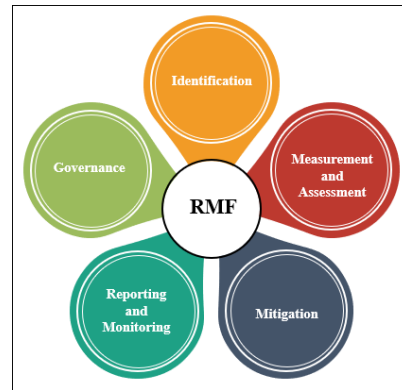 Identification
Measurement
and
Assessment
Mitigation
Reporting
and
Monitoring
Governance
RMF